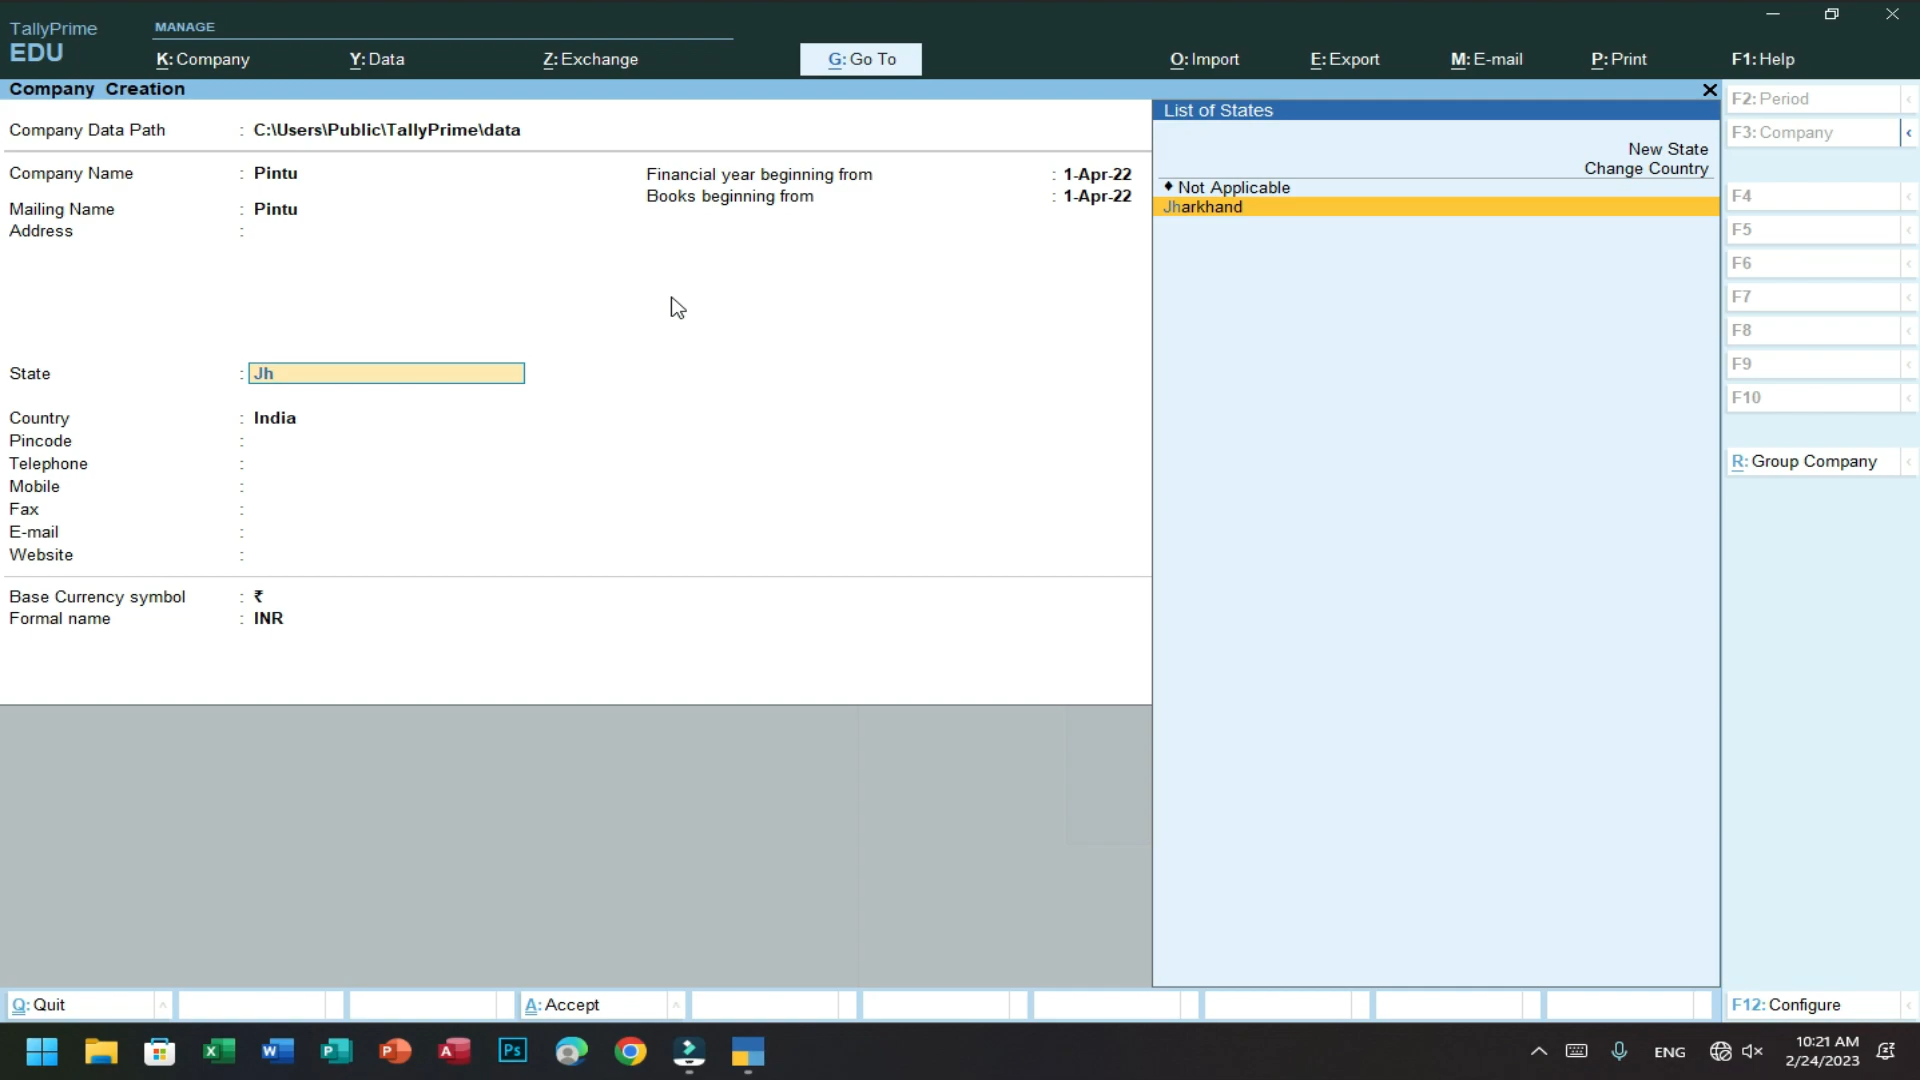 TallyPrime
EDU
MANAGE
K: Company
Y: Data
Z: Exchange
G: Go To
O: Import
E: Export
M: E-mail
P: Print
F1: Help
Company Creation
Company Data Path : C:\Users\Public\TallyPrime\data
Company Name : Pintu
Financial year beginning from : 1-Apr-22
Books beginning from : 1-Apr-22
Mailing Name : Pintu
Address :
State : Jh
Country : India
Pincode :
Telephone :
Mobile :
Fax :
E-mail :
Website :
Base Currency symbol : ₹
Formal name : INR
List of States
New State
Change Country
♦ Not Applicable
Jharkhand
F2: Period
F3: Company
F4
F5
F6
F7
F8
F9
F10
R: Group Company
Q: Quit
A: Accept
F12: Configure
ENG
10:21 AM
2/24/2023